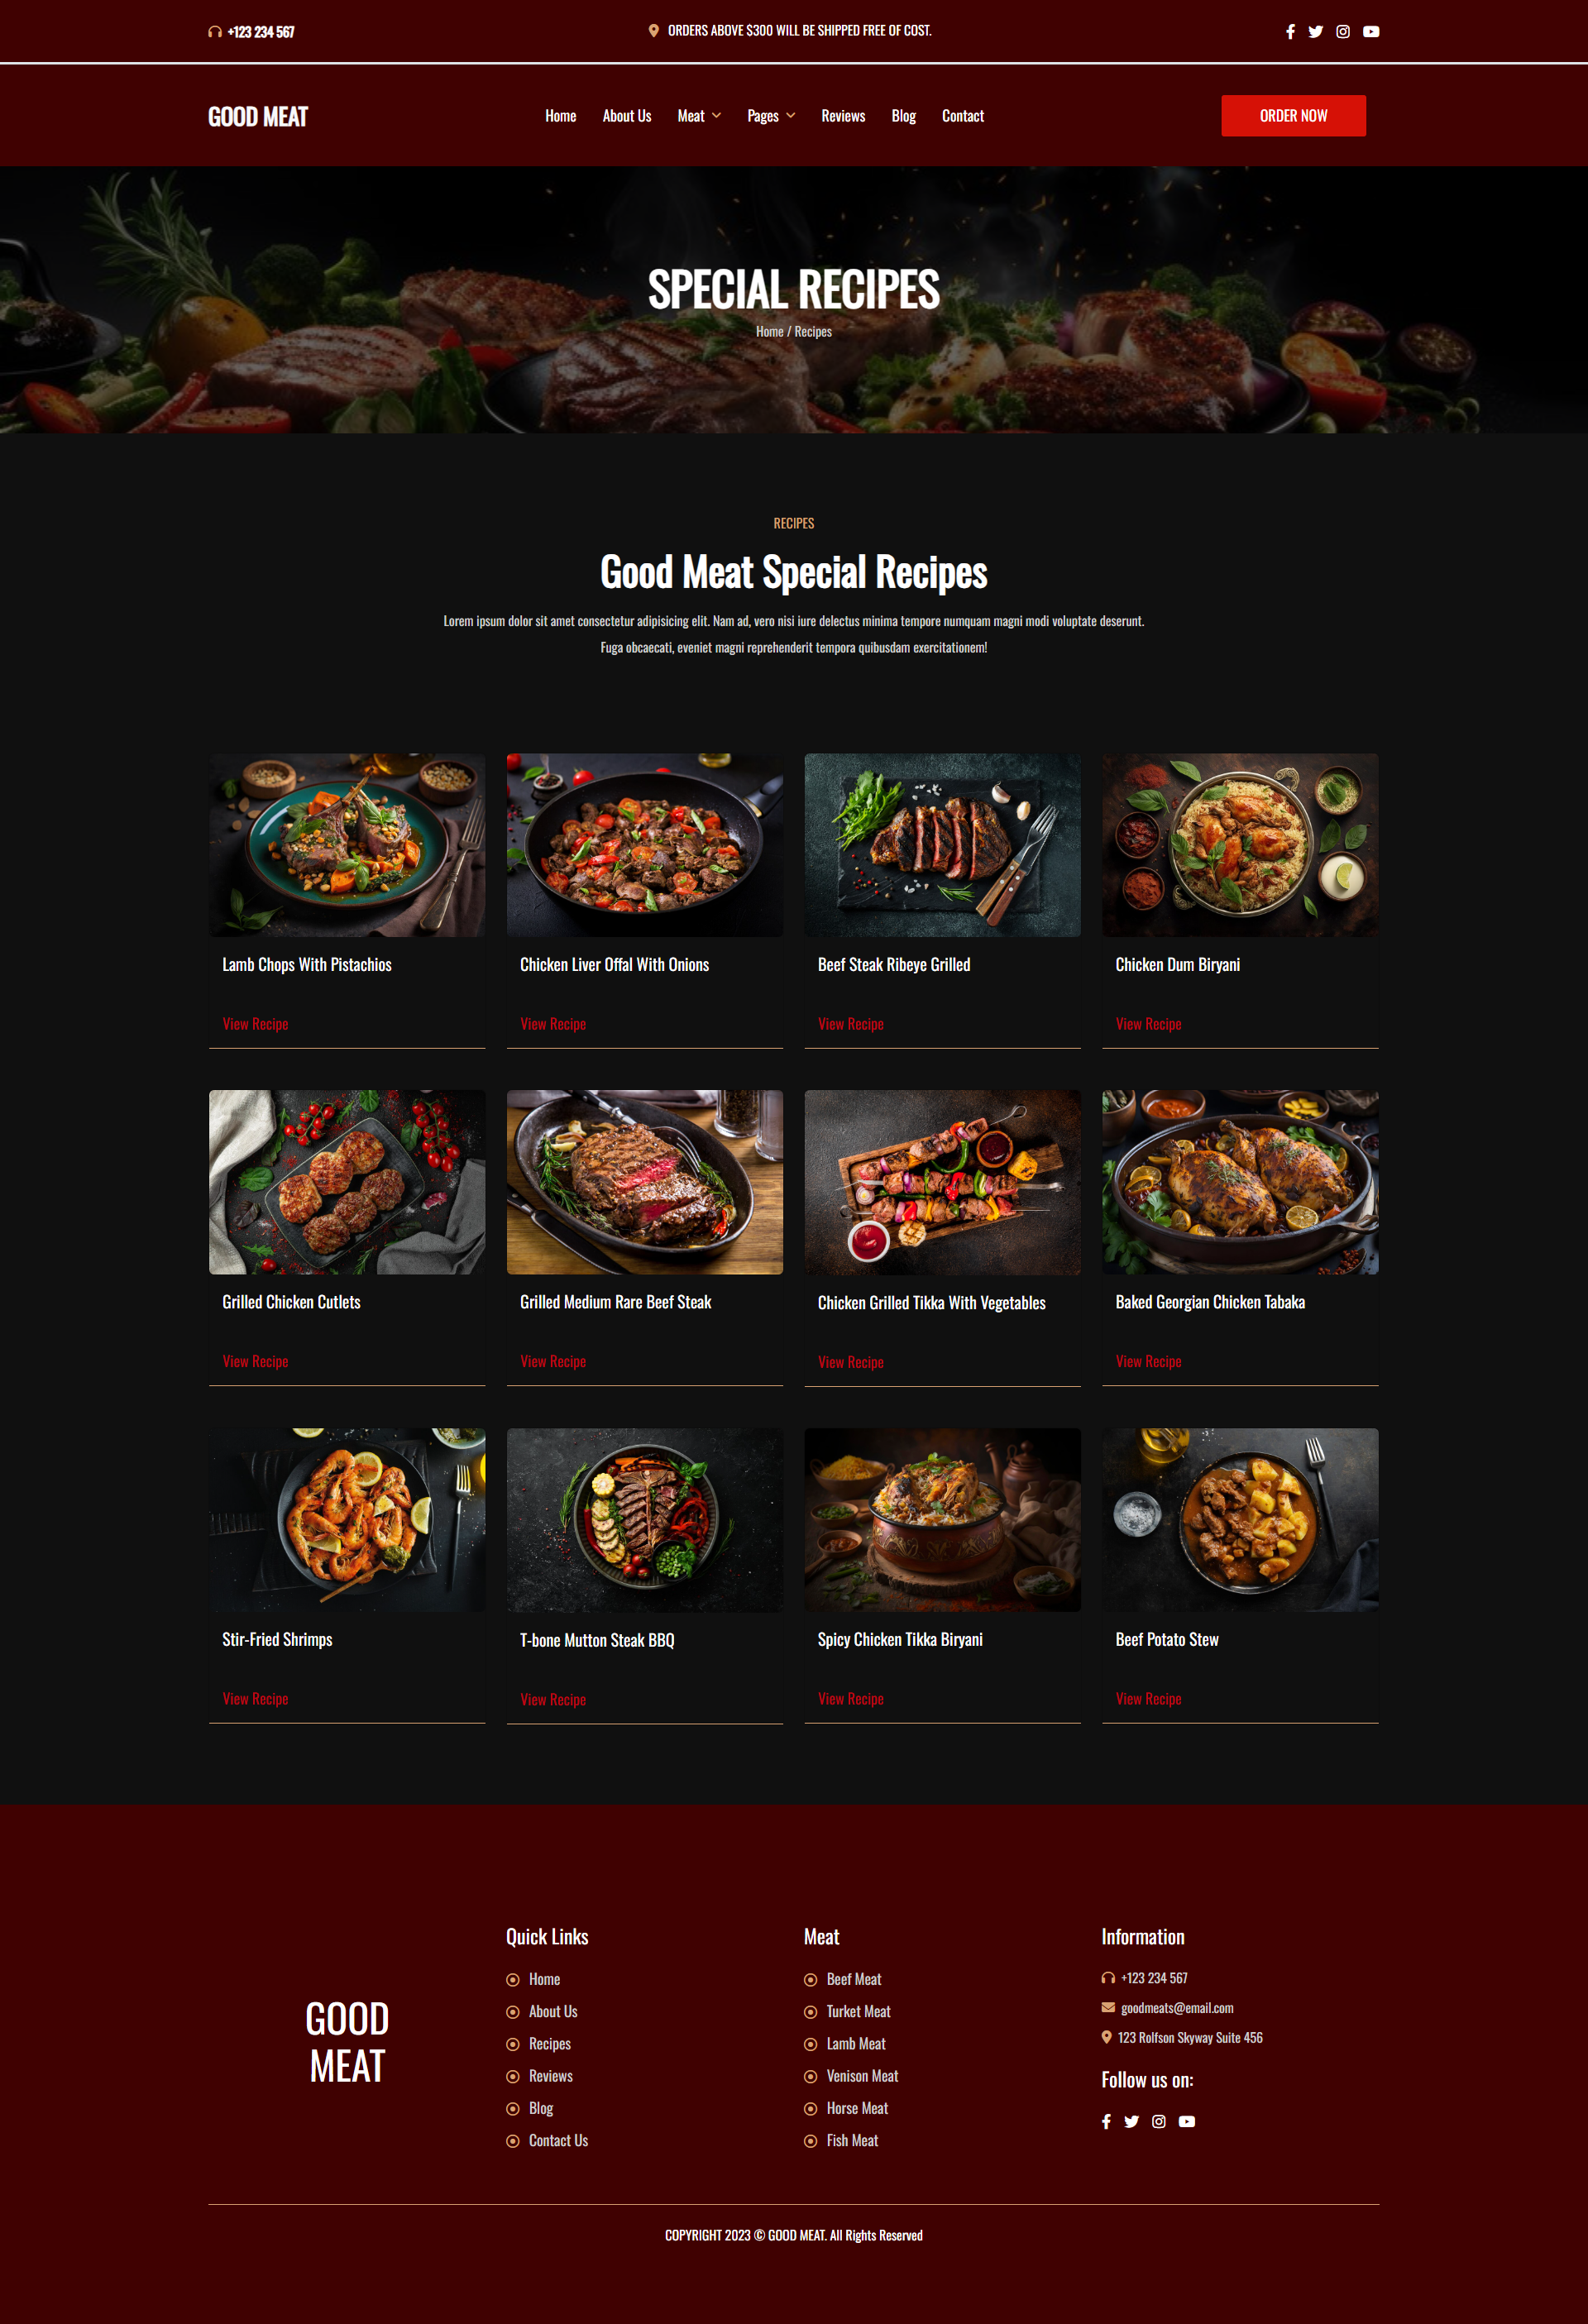 +123 234 567
ORDERS ABOVE $300 WILL BE SHIPPED FREE OF COST.
GOOD MEAT
Home About Us Meat Pages Reviews Blog Contact
ORDER NOW
SPECIAL RECIPES
Home / Recipes
RECIPES
Good Meat Special Recipes
Lorem ipsum dolor sit amet consectetur adipisicing elit. Nam ad, vero nisi iure delectus minima tempore numquam magni modi voluptate deserunt.
Fuga obcaecati, eveniet magni reprehenderit tempora quibusdam exercitationem!
Lamb Chops With Pistachios
View Recipe
Chicken Liver Offal With Onions
View Recipe
Beef Steak Ribeye Grilled
View Recipe
Chicken Dum Biryani
View Recipe
Grilled Chicken Cutlets
View Recipe
Grilled Medium Rare Beef Steak
View Recipe
Chicken Grilled Tikka With Vegetables
View Recipe
Baked Georgian Chicken Tabaka
View Recipe
Stir-Fried Shrimps
View Recipe
T-bone Mutton Steak BBQ
View Recipe
Spicy Chicken Tikka Biryani
View Recipe
Beef Potato Stew
View Recipe
GOOD
MEAT
Quick Links
Home
About Us
Recipes
Reviews
Blog
Contact Us
Meat
Beef Meat
Turket Meat
Lamb Meat
Venison Meat
Horse Meat
Fish Meat
Information
+123 234 567
goodmeats@email.com
123 Rolfson Skyway Suite 456
Follow us on:
COPYRIGHT 2023 © GOOD MEAT. All Rights Reserved